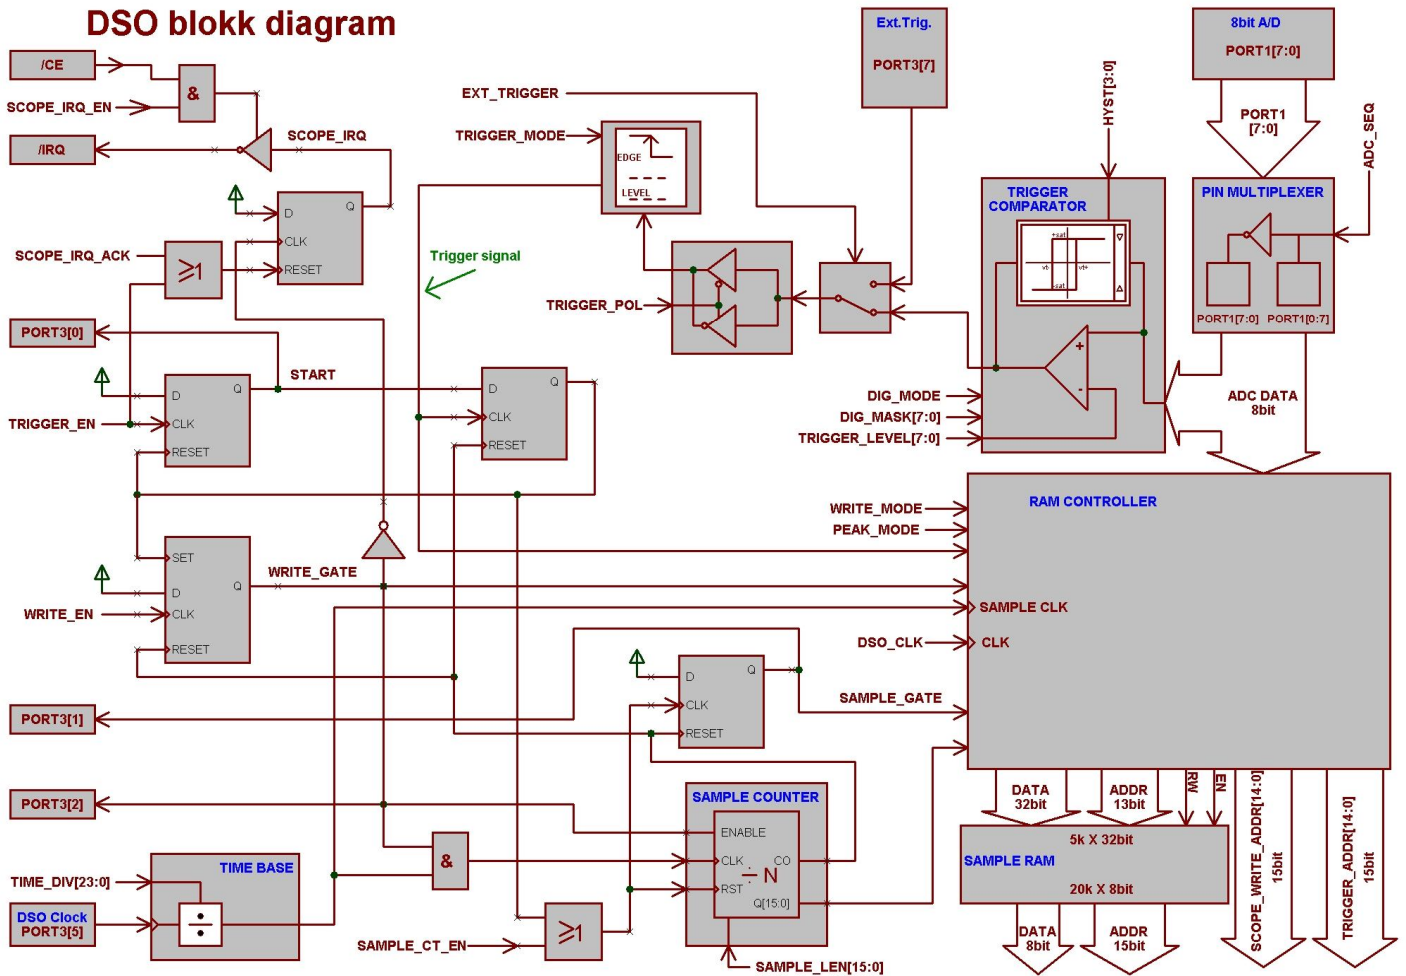 DSO blokk diagram
Ext.Trig.
PORT3[7]
8bit A/D
PORT1[7:0]
/CE
SCOPE_IRQ_EN
&
/IRQ
SCOPE_IRQ
EXT_TRIGGER
TRIGGER_MODE
EDGE
LEVEL
HYST[3:0]
PORT1
[7:0]
ADC_SEQ
TRIGGER
COMPARATOR
+sat
vt-
vt+
-sat
+
-
PIN MULTIPLEXER
PORT1[7:0]
PORT1[0:7]
D
Q
CLK
RESET
SCOPE_IRQ_ACK
≥1
Trigger signal
TRIGGER_POL
PORT3[0]
START
D
Q
CLK
RESET
TRIGGER_EN
D
Q
CLK
RESET
DIG_MODE
DIG_MASK[7:0]
TRIGGER_LEVEL[7:0]
ADC DATA
8bit
SET
D
Q
CLK
RESET
WRITE_GATE
WRITE_EN
RAM CONTROLLER
WRITE_MODE
PEAK_MODE
SAMPLE CLK
DSO_CLK
CLK
SAMPLE_GATE
D
Q
CLK
RESET
PORT3[1]
PORT3[2]
SAMPLE COUNTER
ENABLE
CLK
CO
÷ N
RST
Q[15:0]
&
TIME BASE
TIME_DIV[23:0]
DSO Clock
PORT3[5]
÷
≥1
SAMPLE_CT_EN
SAMPLE_LEN[15:0]
DATA
32bit
ADDR
13bit
RW
EN
SCOPE_WRITE_ADDR[14:0]
15bit
TRIGGER_ADDR[14:0]
15bit
5k X 32bit
SAMPLE RAM
20k X 8bit
DATA
8bit
ADDR
15bit